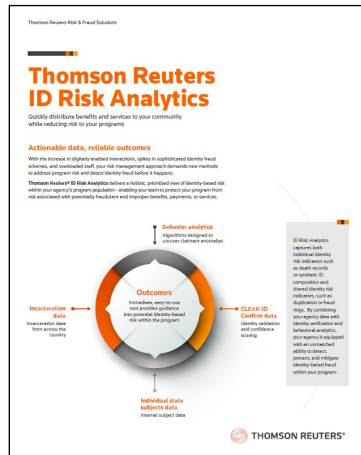 Thomson Reuters Risk & Fraud Solutions
Thomson Reuters
ID Risk Analytics
Quickly distribute benefits and services to your community
while reducing risk to your programs
Actionable data, reliable outcomes
With the increase in digitally enabled interactions, spikes in sophisticated identity fraud
schemes, and overloaded staff, your risk management approach demands new methods
to address program risk and detect identity fraud before it happens.
Thomson Reuters® ID Risk Analytics delivers a holistic, prioritized view of identity-based risk
within your agency's program population - enabling your team to protect your program from
risk associated with potentially fraudulent and improper benefits, payments, or services.
Behavior analytics
Algorithms designed to
uncover claimant anomalies
Outcomes
Immediate, easy-to-use
tool provides guidance
into potential identity-based
risk within the program
Incarceration
data
Incarceration data
from across the
country
CLEAR ID
Confirm data
Identity validation
and confidence
scoring
Individual state
subjects data
Internal subject data
ID Risk Analytics
captures both
individual identity
risk indicators such
as death records
or synthetic ID
composition and
shared identity risk
indicators, such as
duplication or fraud
rings. By combining
your agency data with
identity verification and
behavioral analytics,
your agency is equipped
with an unmatched
ability to detect,
prevent, and mitigate
identity-based fraud
within your program.
THOMSON REUTERS®